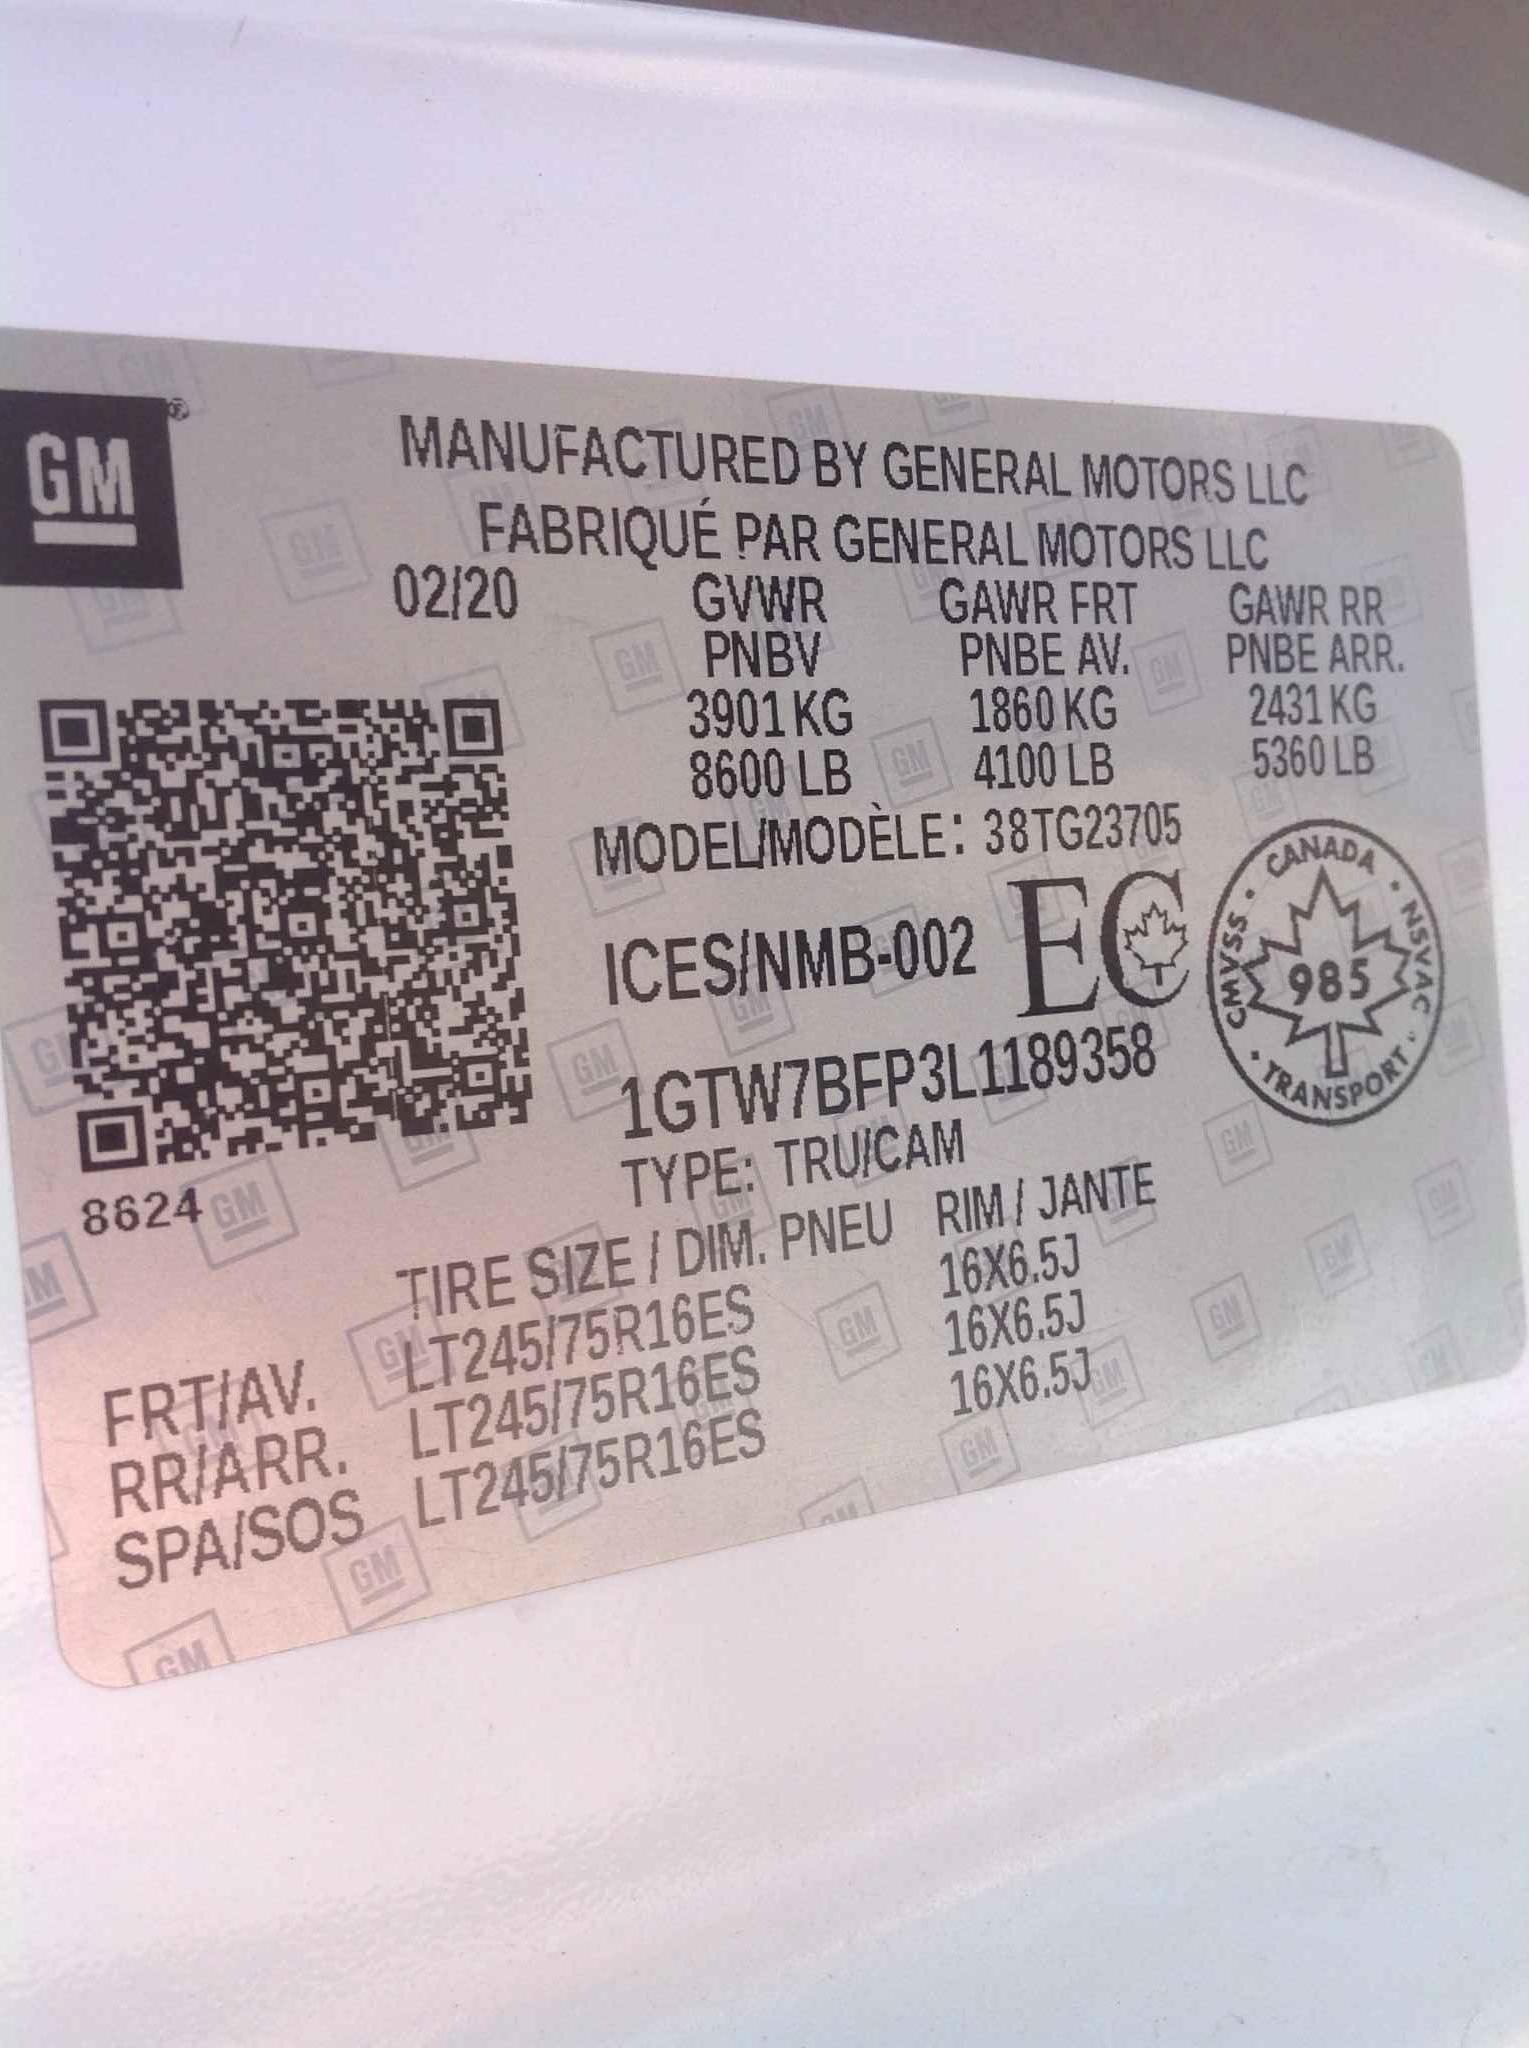 GM®
MANUFACTURED BY GENERAL MOTORS LLC
FABRIQUÉ PAR GENERAL MOTORS LLC
02/20 GVWR GAWR FRT GAWR RR
PNBV PNBE AV. PNBE ARR.
3901 KG 1860 KG 2431 KG
8600 LB 4100 LB 5360 LB
MODEL/MODÈLE: 38TG23705
ICES/NMB-002 EC
CANADA · NSVAC · TRANSPORT · CMVSS ·
985
1GTW7BFP3L1189358
TYPE: TRU/CAM
8624
TIRE SIZE / DIM. PNEU RIM / JANTE
FRT/AV. LT245/75R16ES 16X6.5J
RR/ARR. LT245/75R16ES 16X6.5J
SPA/SOS LT245/75R16ES 16X6.5J